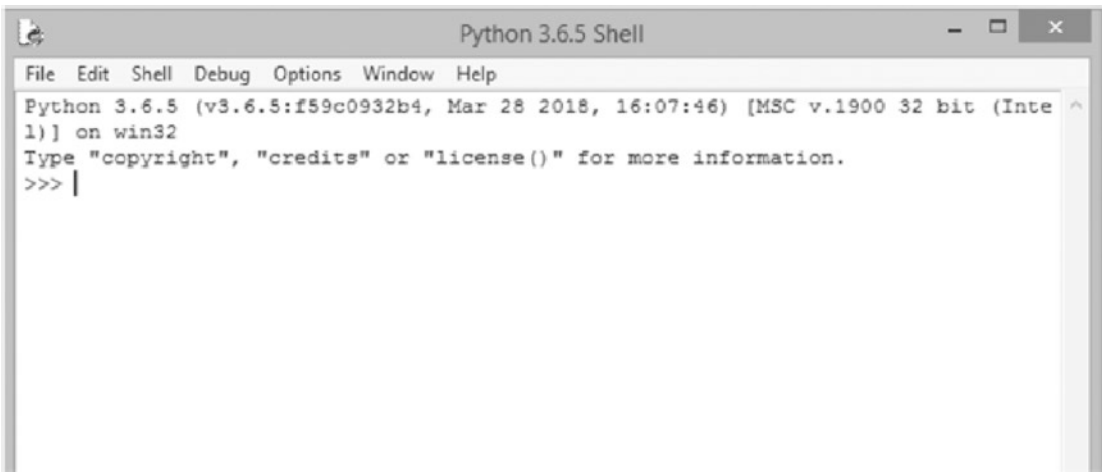 Python 3.6.5 Shell
File Edit Shell Debug Options Window Help
Python 3.6.5 (v3.6.5:f59c0932b4, Mar 28 2018, 16:07:46) [MSC v.1900 32 bit (Inte
l)] on win32
Type "copyright", "credits" or "license()" for more information.
>>>